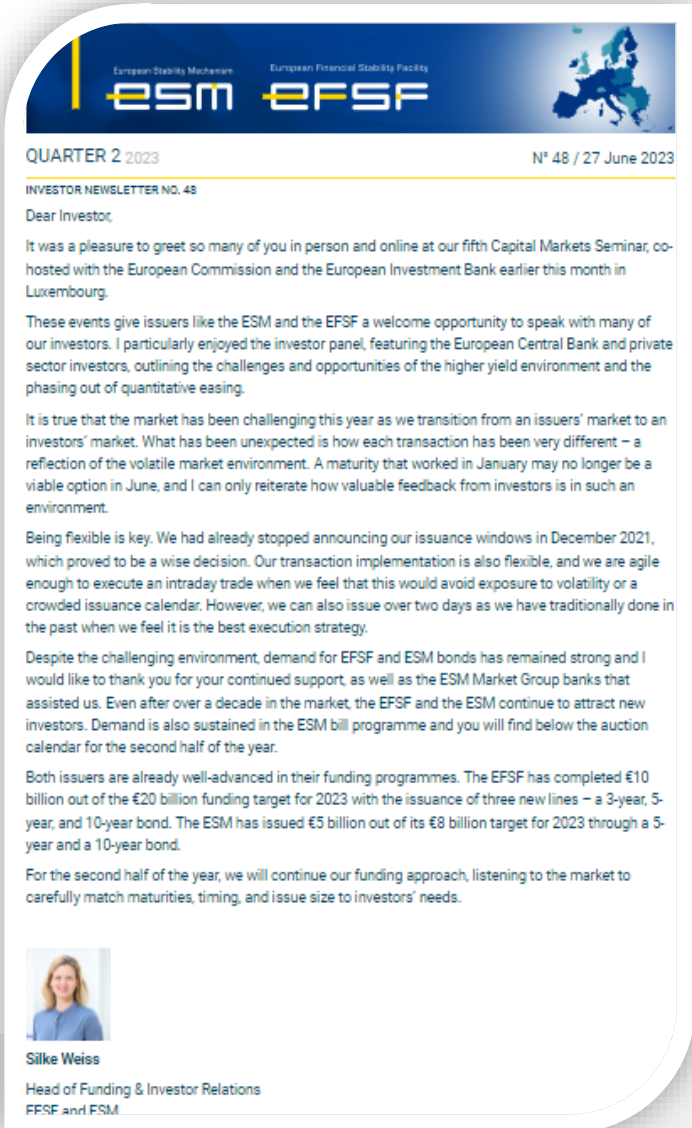 European Stability Mechanism
esm
European Financial Stability Facility
EFSF
QUARTER 2 2023
N° 48 / 27 June 2023
INVESTOR NEWSLETTER NO. 48
Dear Investor,
It was a pleasure to greet so many of you in person and online at our fifth Capital Markets Seminar, co-
hosted with the European Commission and the European Investment Bank earlier this month in
Luxembourg.
These events give issuers like the ESM and the EFSF a welcome opportunity to speak with many of
our investors. I particularly enjoyed the investor panel, featuring the European Central Bank and private
sector investors, outlining the challenges and opportunities of the higher yield environment and the
phasing out of quantitative easing.
It is true that the market has been challenging this year as we transition from an issuers' market to an
investors' market. What has been unexpected is how each transaction has been very different – a
reflection of the volatile market environment. A maturity that worked in January may no longer be a
viable option in June, and I can only reiterate how valuable feedback from investors is in such an
environment.
Being flexible is key. We had already stopped announcing our issuance windows in December 2021,
which proved to be a wise decision. Our transaction implementation is also flexible, and we are agile
enough to execute an intraday trade when we feel that this would avoid exposure to volatility or a
crowded issuance calendar. However, we can also issue over two days as we have traditionally done in
the past when we feel it is the best execution strategy.
Despite the challenging environment, demand for EFSF and ESM bonds has remained strong and I
would like to thank you for your continued support, as well as the ESM Market Group banks that
assisted us. Even after over a decade in the market, the EFSF and the ESM continue to attract new
investors. Demand is also sustained in the ESM bill programme and you will find below the auction
calendar for the second half of the year.
Both issuers are already well-advanced in their funding programmes. The EFSF has completed €10
billion out of the €20 billion funding target for 2023 with the issuance of three new lines – a 3-year, 5-
year, and 10-year bond. The ESM has issued €5 billion out of its €8 billion target for 2023 through a 5-
year and a 10-year bond.
For the second half of the year, we will continue our funding approach, listening to the market to
carefully match maturities, timing, and issue size to investors' needs.
Silke Weiss
Head of Funding & Investor Relations
EFSF and ESM